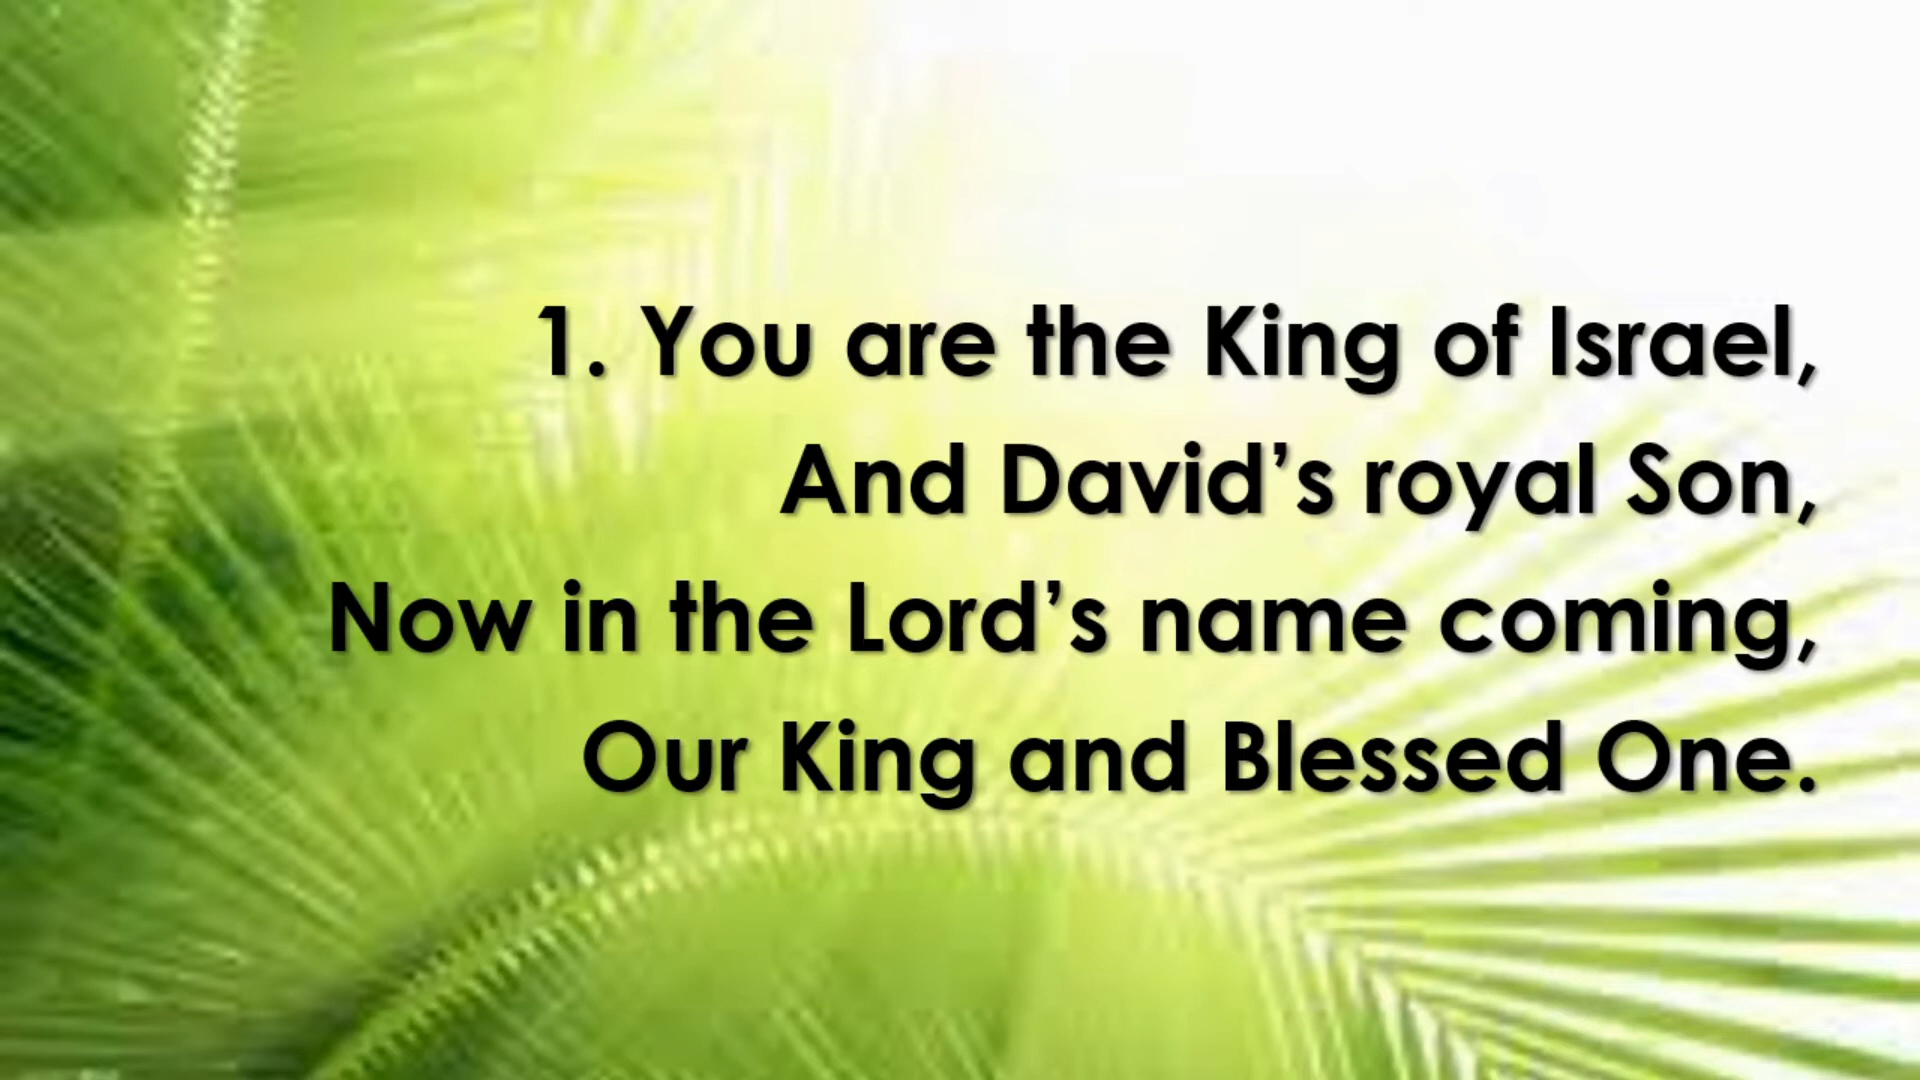 1. You are the King of Israel,
And David’s royal Son,
Now in the Lord’s name coming,
Our King and Blessed One.